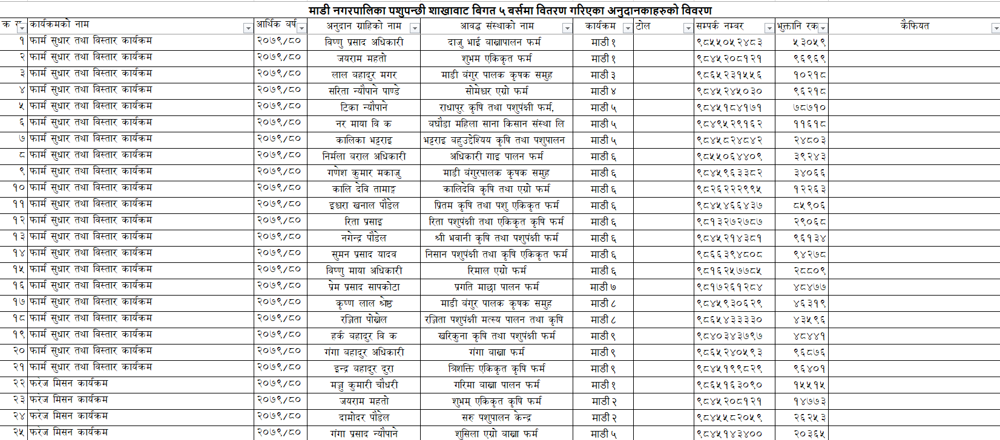 माडी नगरपालिका पशुपन्छी शाखावाट बिगत ५ बर्समा वितरण गरिएका अनुदानकाहरुको विवरण
क्र स कार्यक्रमको नाम आर्थिक बर्ष अनुदान ग्राहिको नाम आवद्ध संस्थाको नाम कार्यक्रम टोल सम्पर्क नम्वर भुक्तानि रक कैफियत
१ फार्म सुधार तथा विस्तार कार्यक्रम २०७९/८० विष्णु प्रसाद अधिकारी दाजु भाई बाख्रापालन फर्म माडी १ ९८५५०५२४८३ ५३०५९
२ फार्म सुधार तथा विस्तार कार्यक्रम २०७९/८० जयराम महतो शुभम एकिकृत फर्म माडी १ ९८४५२०८१२१ ९६९६९
३ फार्म सुधार तथा विस्तार कार्यक्रम २०७९/८० लाल बहादुर मगर माडी बंगुर पालक कृषक समुह माडी ३ ९८६५२३१५५६ १०२१८
४ फार्म सुधार तथा विस्तार कार्यक्रम २०७९/८० सरिता न्यौपाने पाण्डे सोमेश्वर एग्रो फर्म माडी ४ ९८४५२४५०३० ९६२१८
५ फार्म सुधार तथा विस्तार कार्यक्रम २०७९/८० टिका न्यौपाने राधापुर कृषि तथा पशुपंक्षी फर्म, माडी ५ ९८४५१८४१७१ ७८७१०
६ फार्म सुधार तथा विस्तार कार्यक्रम २०७९/८० नर माया वि क बघौडा महिला साना किसान संस्था लि माडी ५ ९८४९५२९१६२ ११६१८
७ फार्म सुधार तथा विस्तार कार्यक्रम २०७९/८० कालिका भट्टराइ भट्टराइ बहुउद्देश्यिय कृषि तथा पशुपालन माडी ५ ९८४५८२४८४२ २४८०३
८ फार्म सुधार तथा विस्तार कार्यक्रम २०७९/८० निर्मला बराल अधिकारी अधिकारी गाइ पालन फर्म माडी ६ ९८५५०६४४०९ ३९२४३
९ फार्म सुधार तथा विस्तार कार्यक्रम २०७९/८० गणेश कुमार मकाजु माडी बंगुरपालक कृषक समुह माडी ६ ९८४५९६३३८२ ३४०६६
१० फार्म सुधार तथा विस्तार कार्यक्रम २०७९/८० कालि देवि तामाङ्ग कालिदेवि कृषि तथा एग्रो फर्म माडी ६ ९८२६२२२९९५ १२२६३
११ फार्म सुधार तथा विस्तार कार्यक्रम २०७९/८० इश्वरा खनाल पौडेल प्रितम कृषि तथा पशु एकिकृत फर्म माडी ६ ९८४५४६६४३७ ८५९०६
१२ फार्म सुधार तथा विस्तार कार्यक्रम २०७९/८० रिता प्रसाइ रिता पशुपंक्षी तथा एकिकृत कृषि फर्म माडी ६ ९८१३२७२७८७ २९०६८
१३ फार्म सुधार तथा विस्तार कार्यक्रम २०७९/८० नगेन्द्र पौडेल श्री भवानी कृषि तथा पशुपंक्षी फर्म माडी ६ ९८४५२१४३८१ ९६१३४
१४ फार्म सुधार तथा विस्तार कार्यक्रम २०७९/८० सुमन प्रसाद यादव निसान पशुपंक्षी तथा कृषि एकिकृत फर्म माडी ६ ९८६६३९४८०८ ९४२७८
१५ फार्म सुधार तथा विस्तार कार्यक्रम २०७९/८० विष्णु माया अधिकारी रिमाल एग्रो फर्म माडी ६ ९८१६२५७७८५ २८८०९
१६ फार्म सुधार तथा विस्तार कार्यक्रम २०७९/८० प्रेम प्रसाद सापकोटा प्रगति माछा पालन फर्म माडी ७ ९८१७२६१२८४ ४८४७७
१७ फार्म सुधार तथा विस्तार कार्यक्रम २०७९/८० कृष्ण लाल श्रेष्ठ माडी बंगुर पालक कृषक समुह माडी ८ ९८४५९३०६२९ ४६३१९
१८ फार्म सुधार तथा विस्तार कार्यक्रम २०७९/८० रञ्जिता पोख्रेल रञ्जिता पशुपंक्षी मत्स्य पालन तथा कृषि माडी ८ ९८६५४३३३३० ४३५९६
१९ फार्म सुधार तथा विस्तार कार्यक्रम २०७९/८० हर्क बहादुर वि क खरिकुना कृषि तथा पशुपंक्षी फर्म माडी ९ ९८४०३४३७९७ ४८४४१
२० फार्म सुधार तथा विस्तार कार्यक्रम २०७९/८० गंगा बहादुर अधिकारी गंगा बाख्रा फर्म माडी ९ ९८६५२४०५९३ ९६८७६
२१ फार्म सुधार तथा विस्तार कार्यक्रम २०७९/८० इन्द्र बहादुर दुरा त्रिशक्ति एकिकृत कृषि फर्म माडी ९ ९८४५१९९८२९ ९६४०१
२२ फरेज मिसन कार्यक्रम २०७९/८० मञ्जु कुमारी चौधरी गरिमा बाख्रा पालन फर्म माडी १ ९८६५१६३०९० १५५१५
२३ फरेज मिसन कार्यक्रम २०७९/८० जयराम महतो शुभम् एकिकृत कृषि फर्म माडी २ ९८४५२०८१२१ १४७७३
२४ फरेज मिसन कार्यक्रम २०७९/८० दामोदर पौडेल सरु पशुपालन केन्द्र माडी २ ९८४५५८२०५९ २६२५३
२५ फरेज मिसन कार्यक्रम २०७९/८० गंगा प्रसाद न्यौपाने शुसिला एग्रो बाख्रा फर्म माडी ५ ९८४५१४३४०० २०३६५